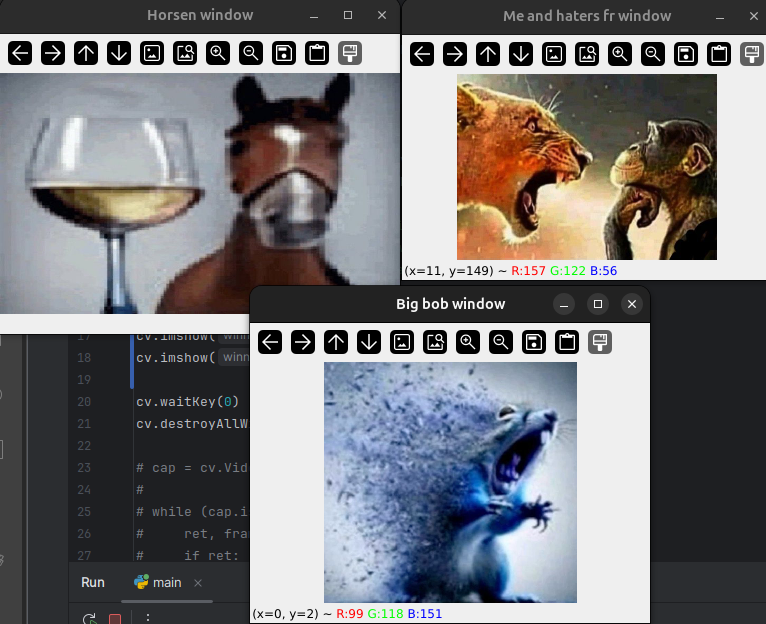 Horsen window
Me and haters fr window
(x=11, y=149) ~ R:157 G:122 B:56
Big bob window
17 cv.imshow( winn
18 cv.imshow( winn
19
20 cv.waitKey(0)
21 cv.destroyAllW
22
23 # cap = cv.Vid
24 #
25 # while (cap.i
26 #     ret, fra
27 #     if ret:
(x=0, y=2) ~ R:99 G:118 B:151
Run main